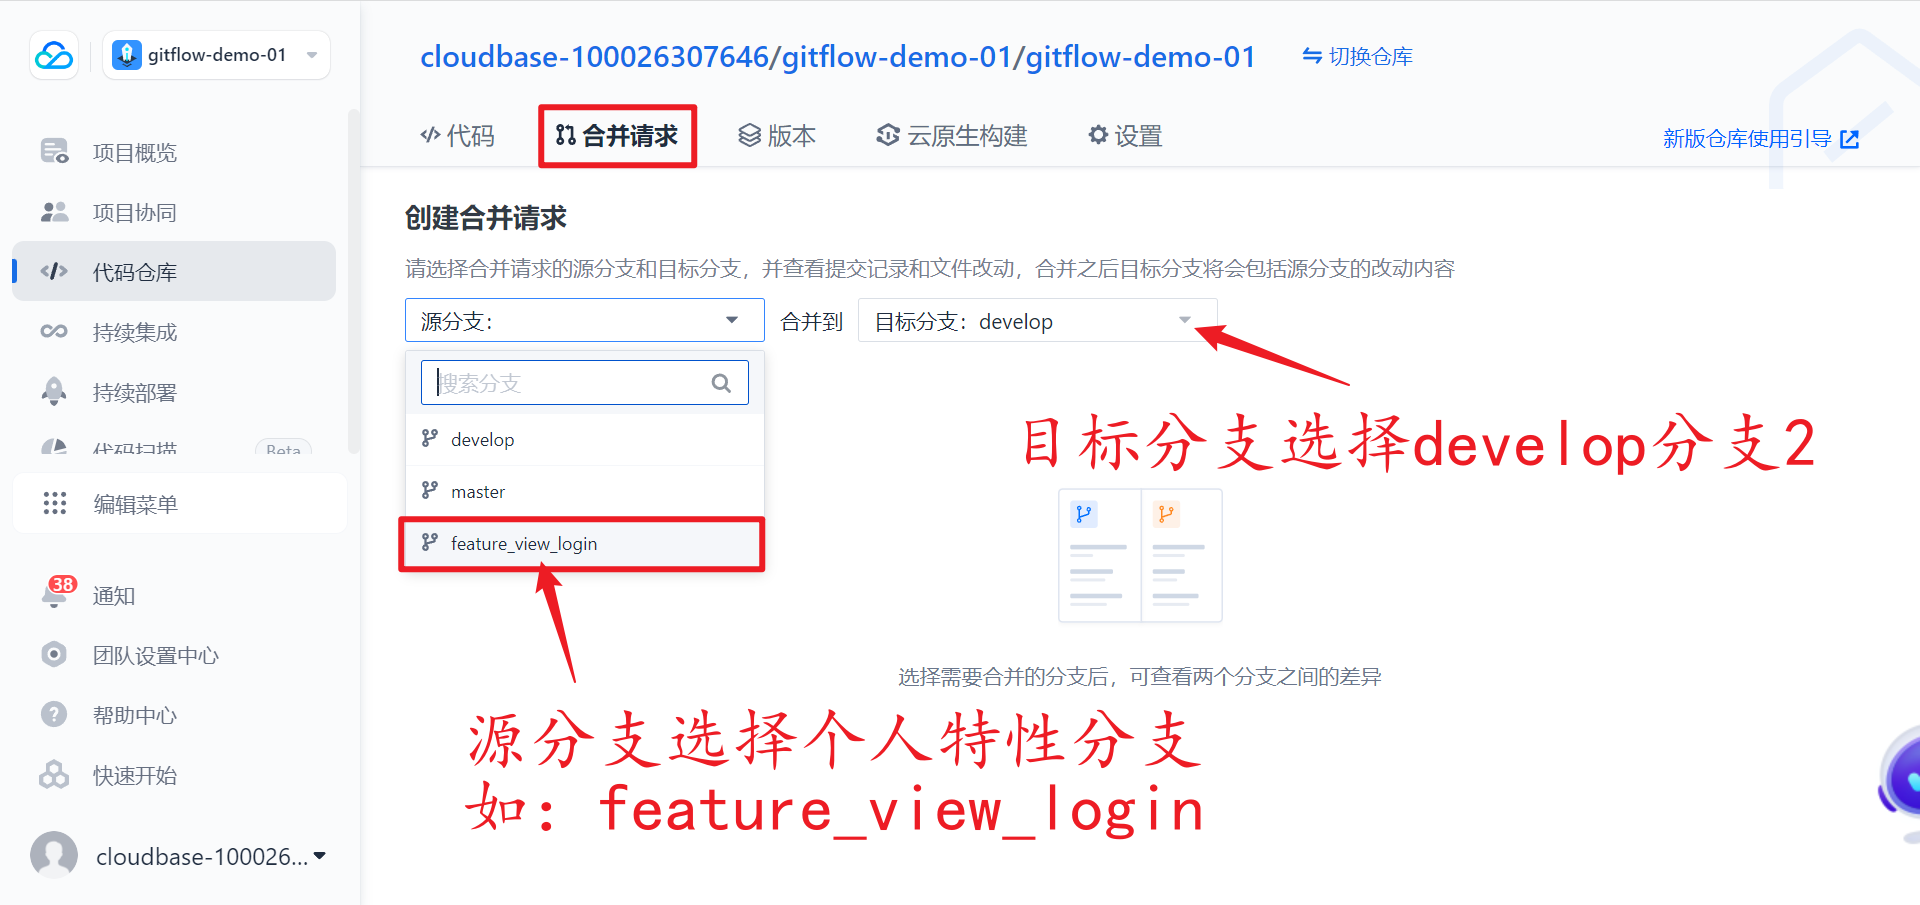 gitflow-demo-01
项目概览
项目协同
代码仓库
持续集成
持续部署
代码扫描 Beta
编辑菜单
38
通知
团队设置中心
帮助中心
快速开始
cloudbase-100026...
cloudbase-100026307646/gitflow-demo-01/gitflow-demo-01
切换仓库
代码 合并请求 版本 云原生构建 设置
新版仓库使用引导
创建合并请求
请选择合并请求的源分支和目标分支，并查看提交记录和文件改动，合并之后目标分支将会包括源分支的改动内容
源分支： 合并到 目标分支：develop
搜索分支
develop
master
feature_view_login
目标分支选择develop分支2
选择需要合并的分支后，可查看两个分支之间的差异
源分支选择个人特性分支
如：feature_view_login